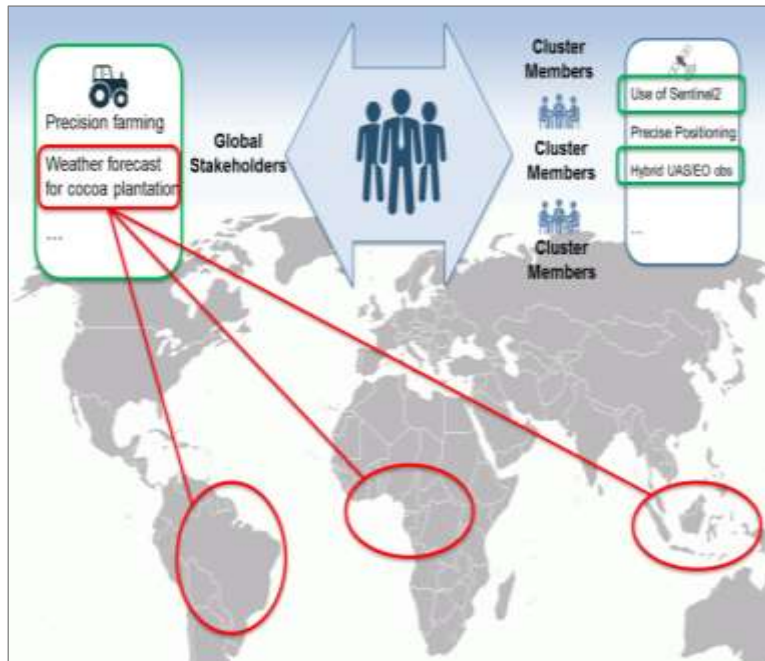 Precision farming
Weather forecast
for cocoa plantation
....
Global
Stakeholders
Cluster
Members
Cluster
Members
Cluster
Members
Use of Sentinel2
Precise Positioning
Hybrid UAS/EO obs
....